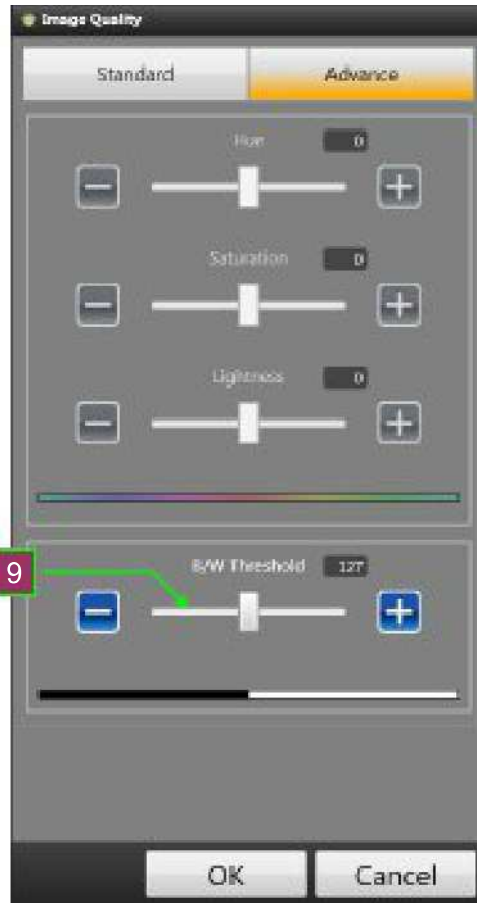 Image Quality
Standard Advance
Hue 0
Saturation 0
Lightness 0
9
B/W Threshold 127
OK Cancel